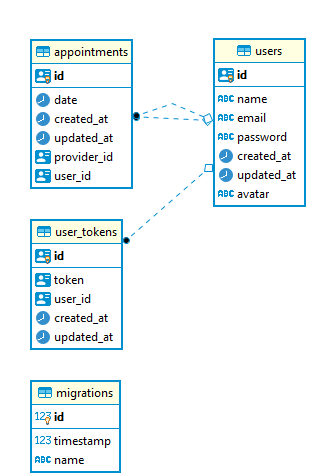 appointments
id
date
created_at
updated_at
provider_id
user_id
users
id
ABC name
ABC email
ABC password
created_at
updated_at
ABC avatar
user_tokens
id
token
user_id
created_at
updated_at
migrations
123 id
123 timestamp
ABC name